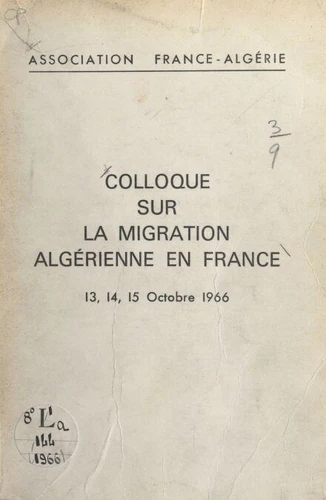 ASSOCIATION FRANCE-ALGÉRIE
3/9
COLLOQUE
SUR
LA MIGRATION
ALGÉRIENNE EN FRANCE
13, 14, 15 Octobre 1966
8° L a
144
(1966)